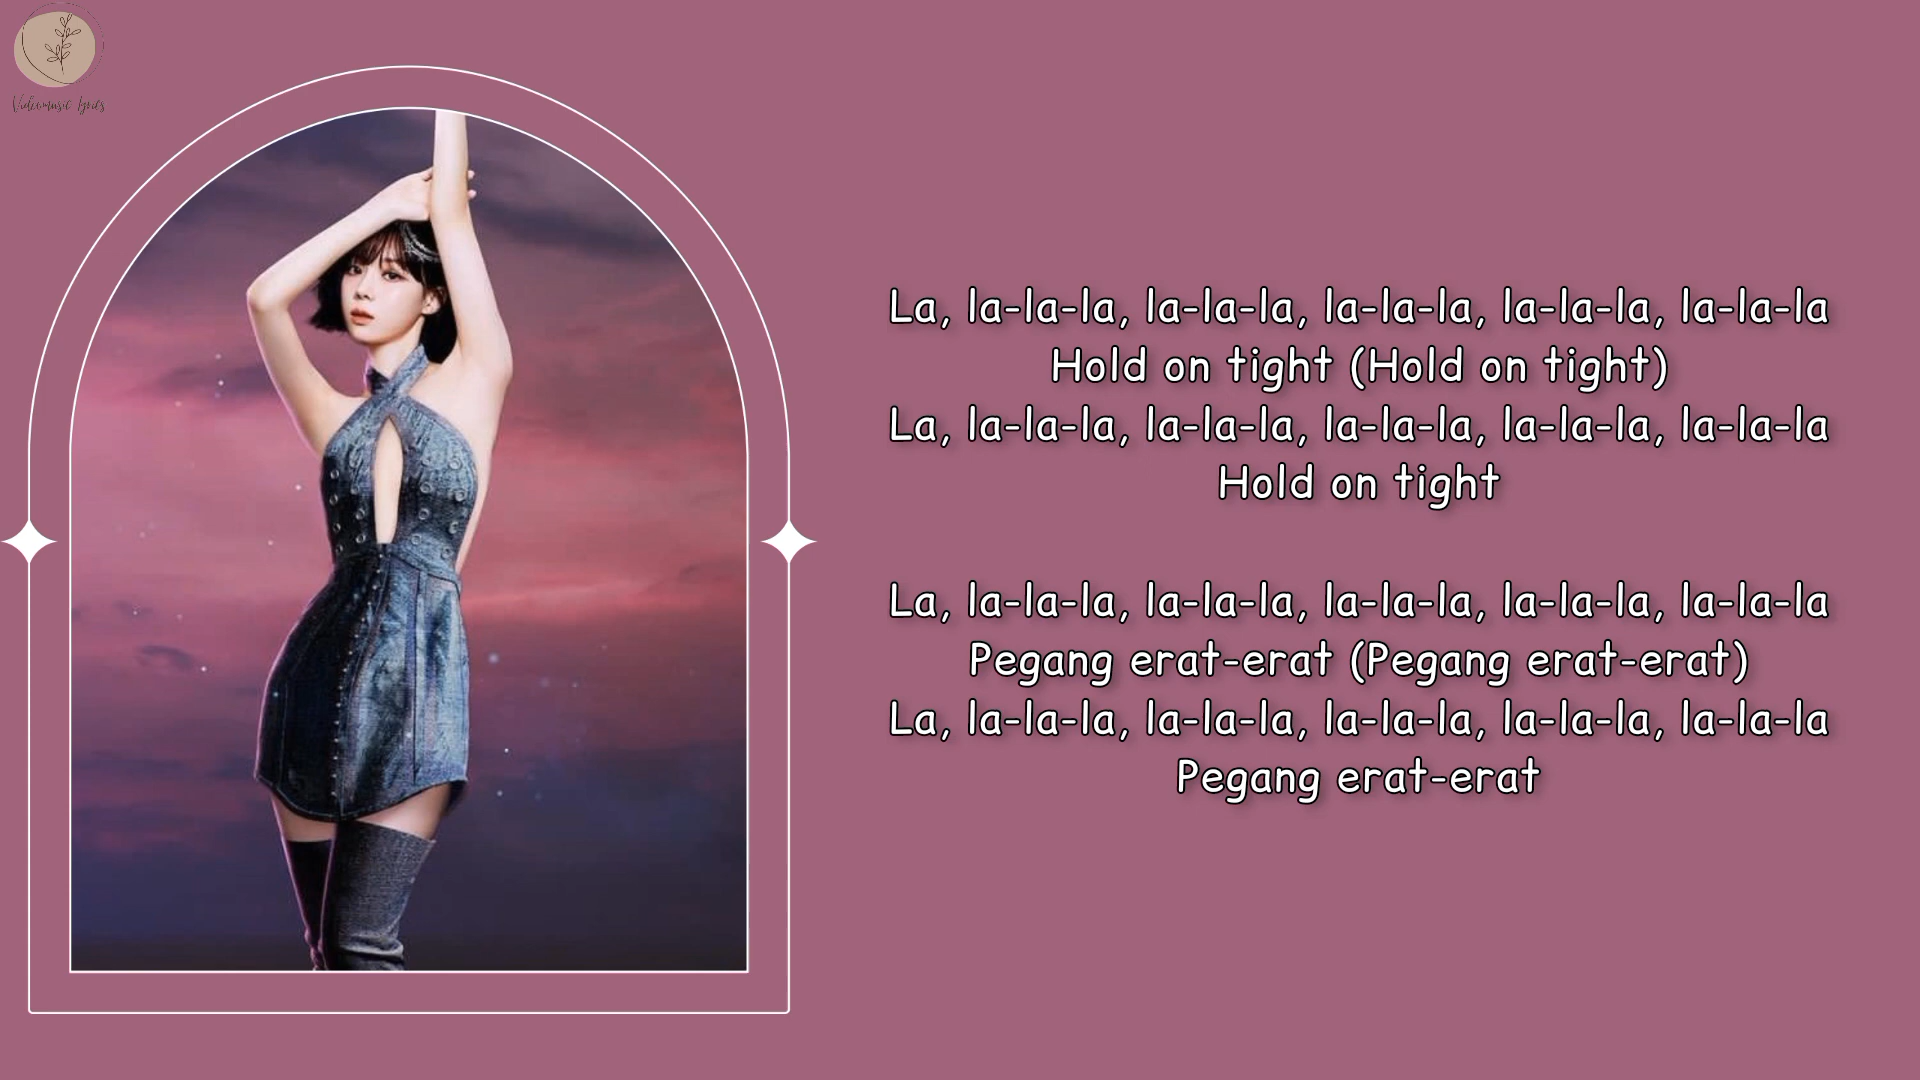 Videomusic lyrics
La, la-la-la, la-la-la, la-la-la, la-la-la, la-la-la
Hold on tight (Hold on tight)
La, la-la-la, la-la-la, la-la-la, la-la-la, la-la-la
Hold on tight
La, la-la-la, la-la-la, la-la-la, la-la-la, la-la-la
Pegang erat-erat (Pegang erat-erat)
La, la-la-la, la-la-la, la-la-la, la-la-la, la-la-la
Pegang erat-erat